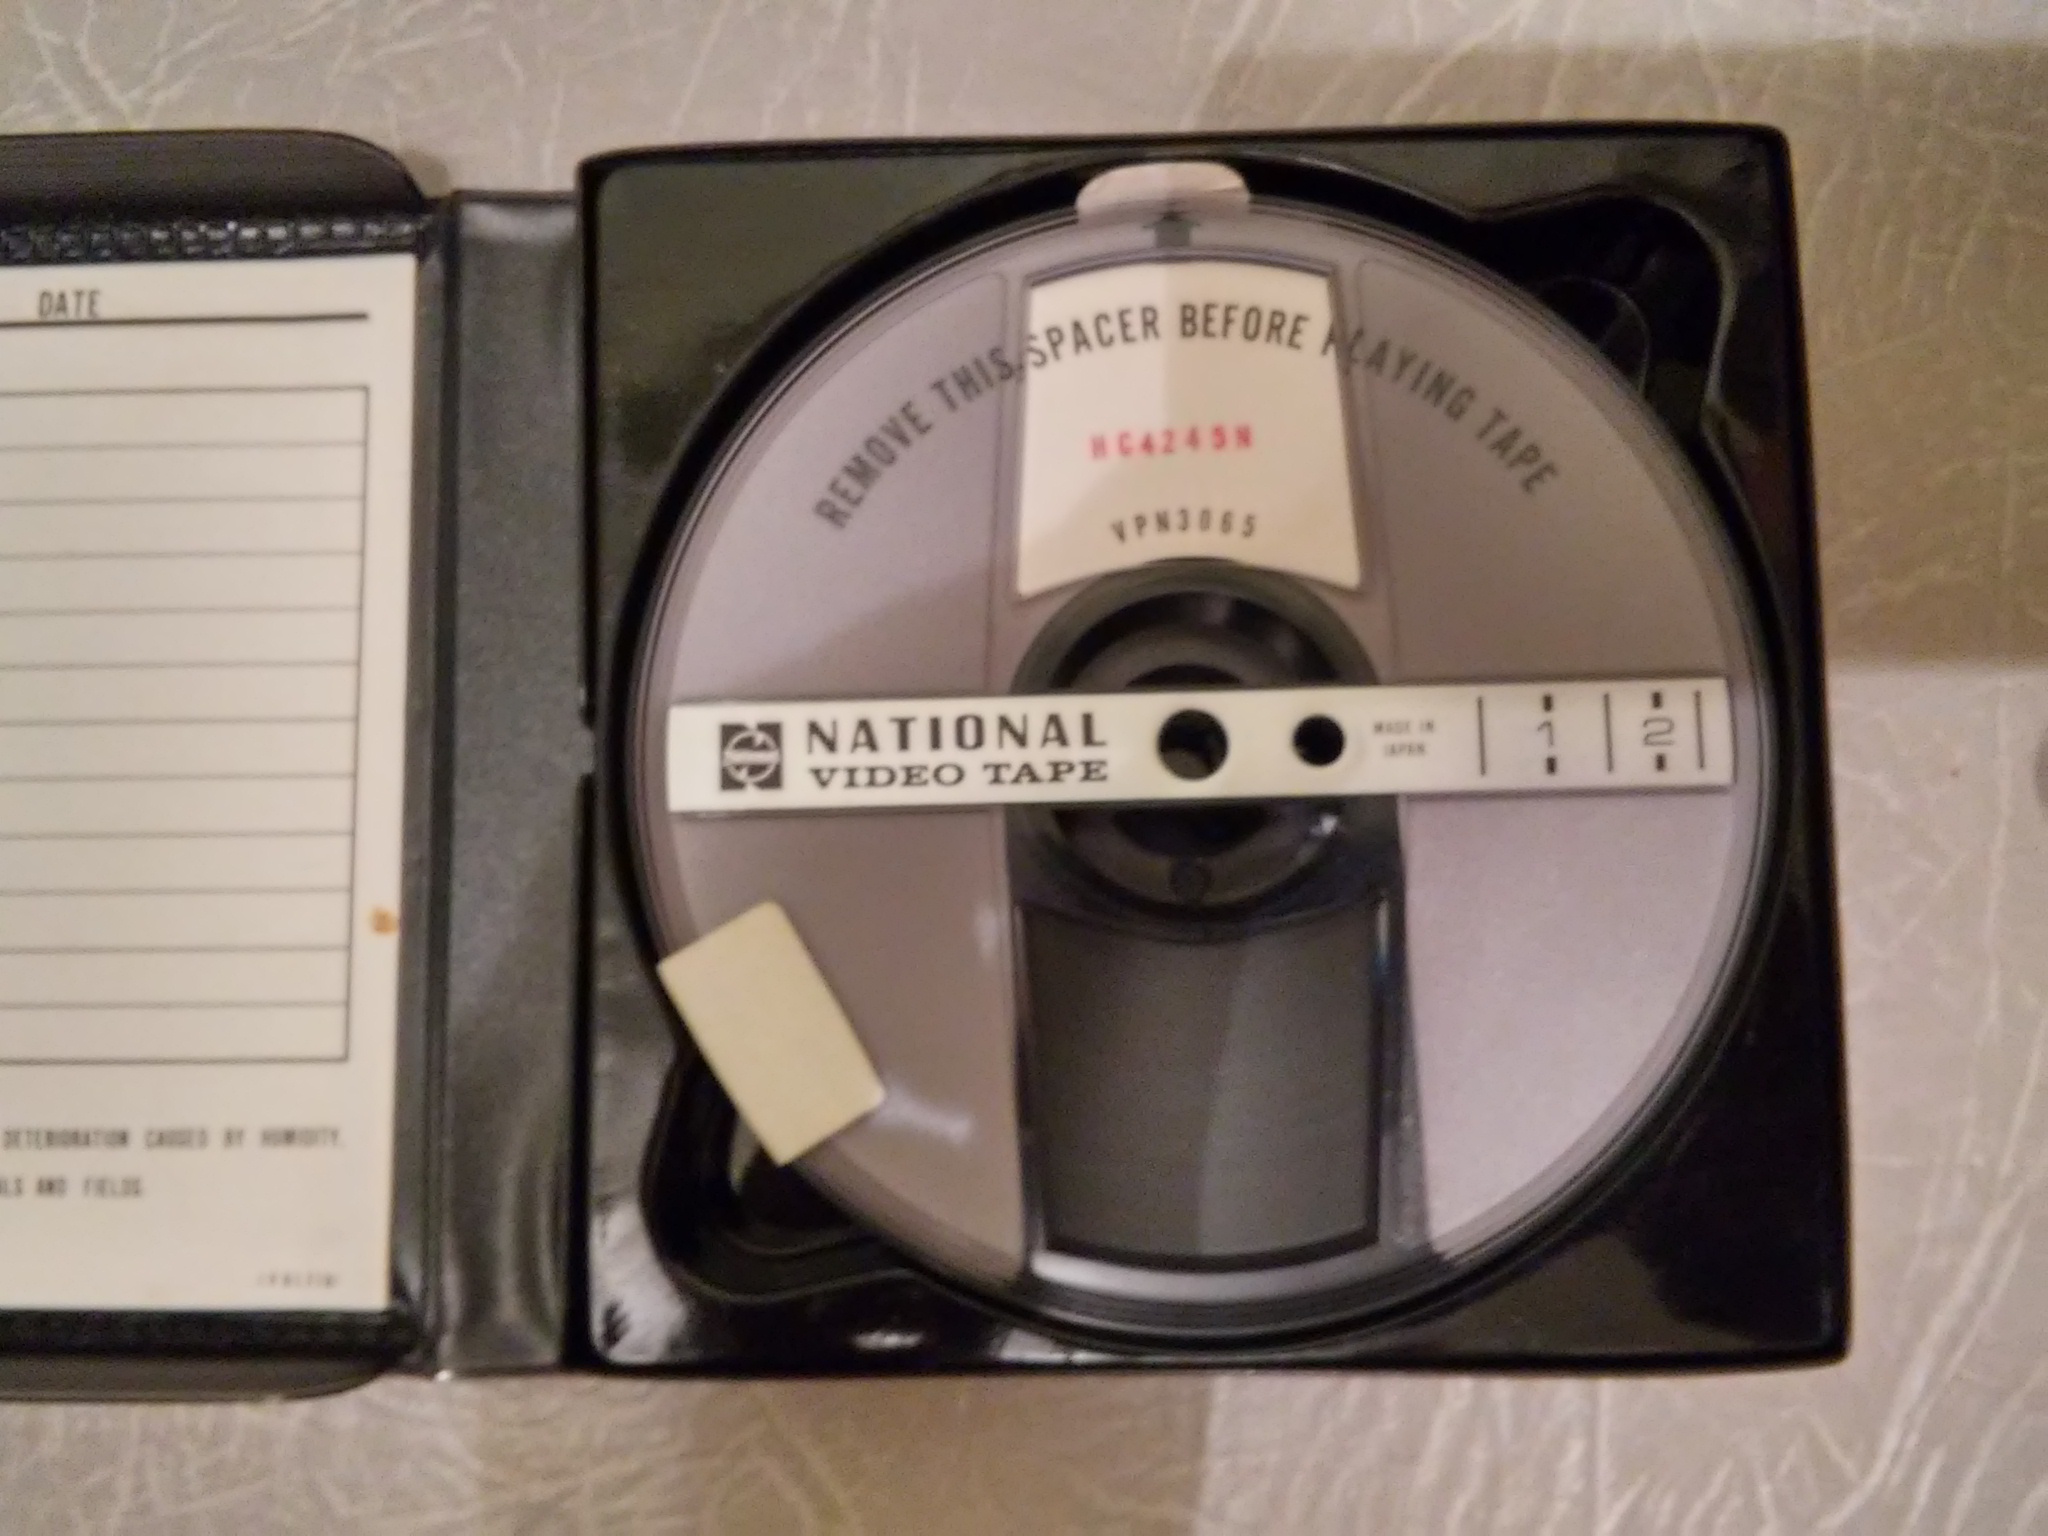 DATE
DETERIORATION CAUSED BY HUMIDITY.
AND FIELDS
REMOVE THIS SPACER BEFORE PLAYING TAPE
HG4245N
VPN3065
NATIONAL
VIDEO TAPE
MADE IN
JAPAN
1
2